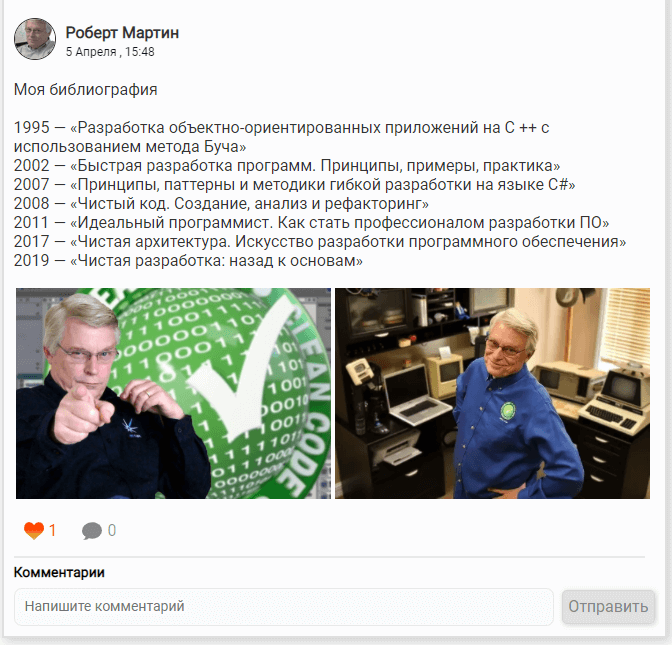 Роберт Мартин
5 Апреля , 15:48
Моя библиография
1995 — «Разработка объектно-ориентированных приложений на C ++ с
использованием метода Буча»
2002 — «Быстрая разработка программ. Принципы, примеры, практика»
2007 — «Принципы, паттерны и методики гибкой разработки на языке C#»
2008 — «Чистый код. Создание, анализ и рефакторинг»
2011 — «Идеальный программист. Как стать профессионалом разработки ПО»
2017 — «Чистая архитектура. Искусство разработки программного обеспечения»
2019 — «Чистая разработка: назад к основам»
CLEAN CODE
1 0
Комментарии
Напишите комментарий Отправить